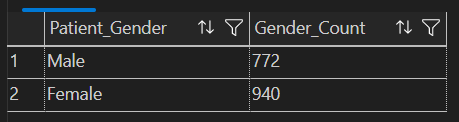 Patient_Gender Gender_Count
1 Male 772
2 Female 940